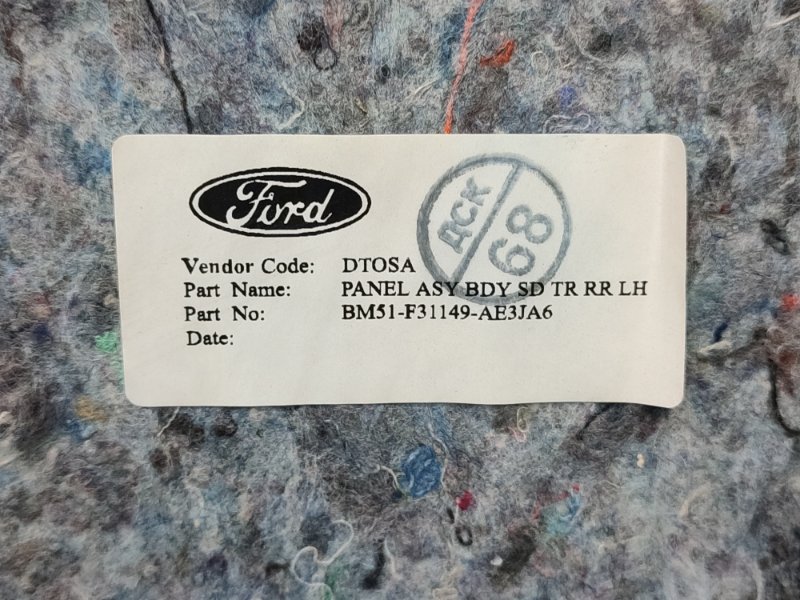 Ford
ДСК
68
Vendor Code: DTOSA
Part Name: PANEL ASY BDY SD TR RR LH
Part No: BM51-F31149-AE3JA6
Date: